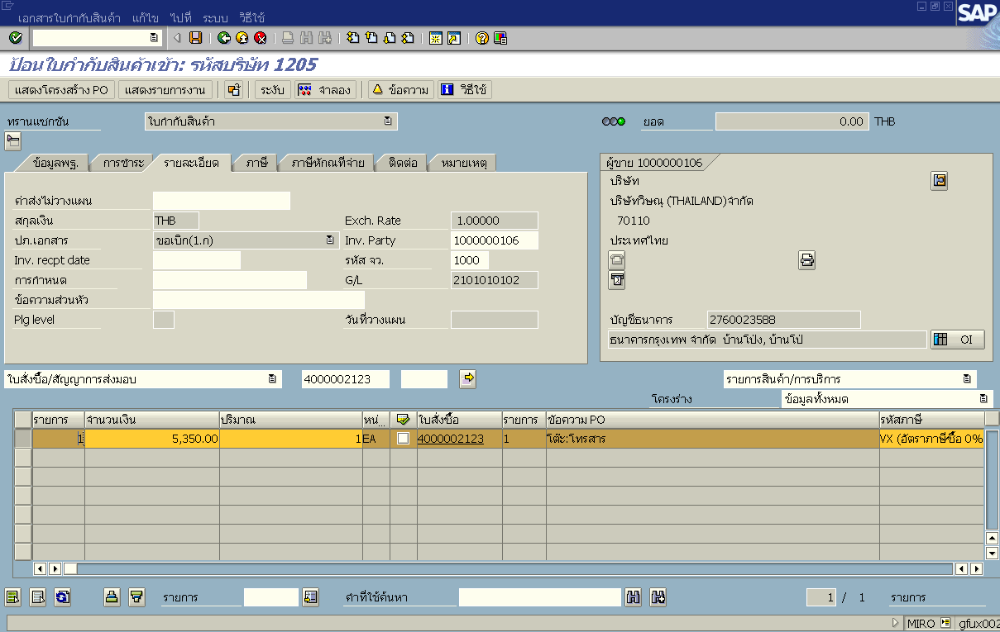 เอกสารใบกำกับสินค้า แก้ไข ไปที่ ระบบ วิธีใช้
SAP
ป้อนใบกำกับสินค้าเข้า: รหัสบริษัท 1205
แสดงโครงสร้าง PO แสดงรายการงาน ระงับ จำลอง ข้อความ วิธีใช้
ทรานแซกชัน ใบกำกับสินค้า ยอด 0.00 THB
ข้อมูลพฐ. การชำระ รายละเอียด ภาษี ภาษีหักณที่จ่าย ติดต่อ หมายเหตุ
ผู้ขาย 1000000106
บริษัท
บริษัทวิษณุ (THAILAND)จำกัด
70110
ประเทศไทย
ค่าส่งไม่วางแผน
สกุลเงิน THB Exch. Rate 1.00000
ปภ.เอกสาร ขอเบิก(1.ก) Inv. Party 1000000106
Inv. recpt date รหัส จว. 1000
การกำหนด G/L 2101010102
ข้อความส่วนหัว
Plg level วันที่วางแผน
บัญชีธนาคาร 2760023588
ธนาคารกรุงเทพ จำกัด บ้านโป่ง, บ้านโป่ OI
ใบสั่งซื้อ/สัญญาการส่งมอบ 4000002123 รายการสินค้า/การบริการ
โครงร่าง ข้อมูลทั้งหมด
รายการ จำนวนเงิน ปริมาณ หน่... ใบสั่งซื้อ รายการ ข้อความ PO รหัสภาษี
1 5,350.00 1 EA 4000002123 1 โต๊ะ:โทรสาร VX (อัตราภาษีซื้อ 0%
รายการ คำที่ใช้ค้นหา 1 / 1 รายการ
MIRO gfux002